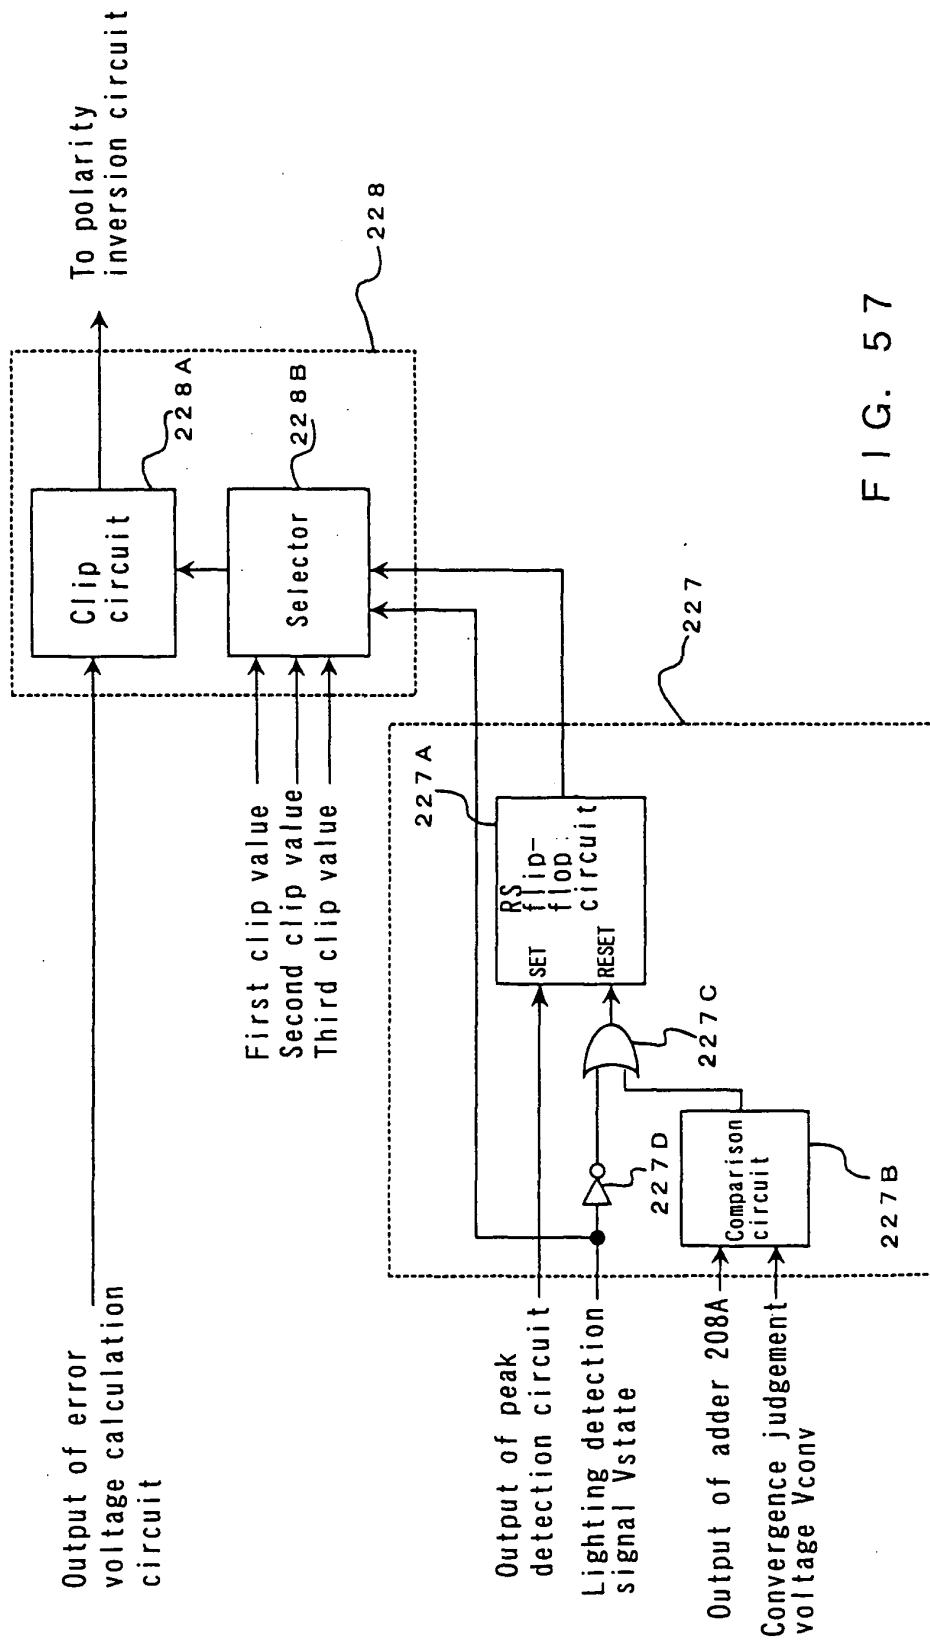 Output of error
voltage calculation
circuit
Clip
circuit
228A
To polarity
inversion circuit
228
First clip value
Second clip value
Third clip value
Selector
228B
227A
RS
flip-
flop
circuit
SET
RESET
227
Output of peak
detection circuit
Lighting detection
signal Vstate
227D
227C
Output of adder 208A
Convergence judgement
voltage Vconv
Comparison
circuit
227B
FIG. 57